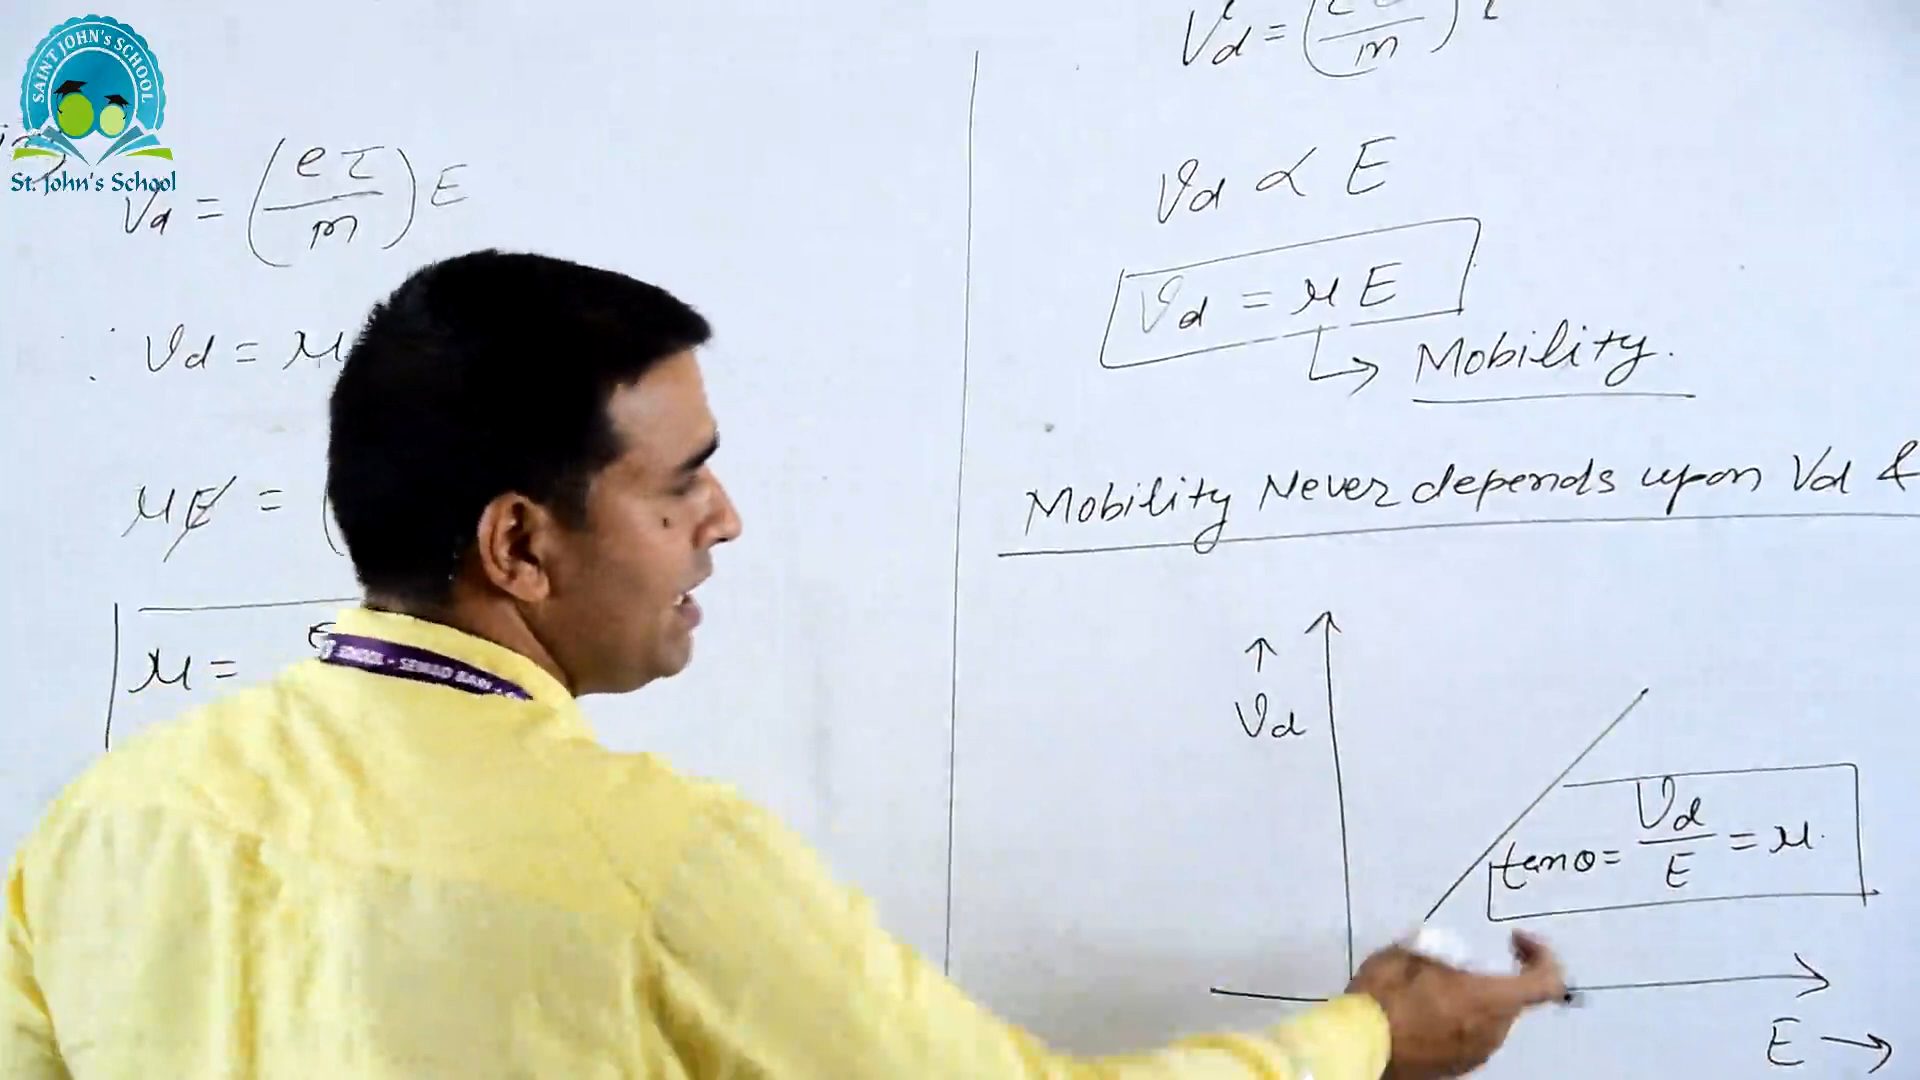 SAINT JOHN'S SCHOOL
St. John's School
Vd = (eτ/m) E
∴ Vd = μ
μE = (
μ = e
Vd = (eτ/m)
Vd ∝ E
Vd = μE
↳ Mobility.
Mobility Never depends upon Vd &
↑
Vd
tanθ = Vd/E = μ.
E →